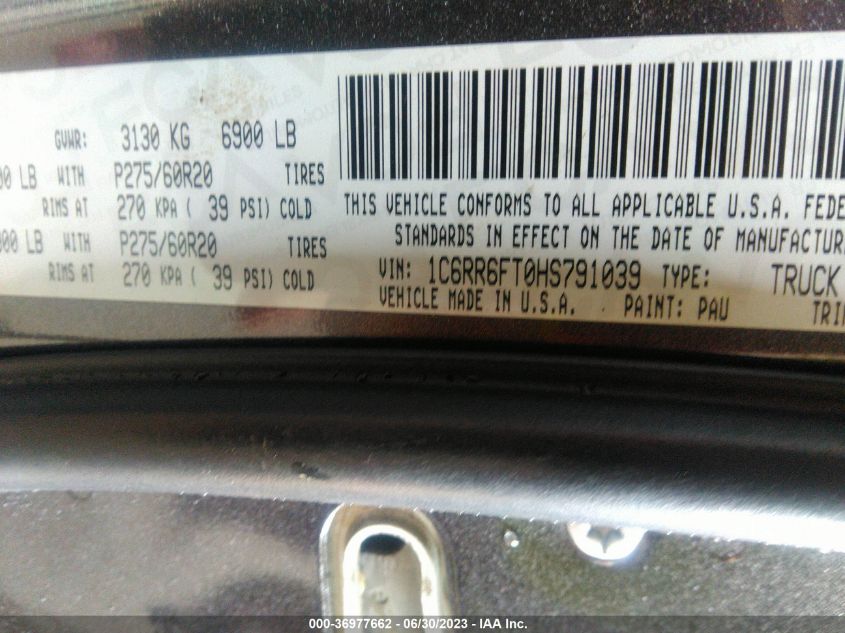 GVWR: 3130 KG 6900 LB
00 LB WITH P275/60R20 TIRES
RIMS AT 270 KPA ( 39 PSI) COLD
000 LB WITH P275/60R20 TIRES
RIMS AT 270 KPA ( 39 PSI) COLD
THIS VEHICLE CONFORMS TO ALL APPLICABLE U.S.A. FEDE
STANDARDS IN EFFECT ON THE DATE OF MANUFACTUR
VIN: 1C6RR6FT0HS791039 TYPE: TRUCK
VEHICLE MADE IN U.S.A. PAINT: PAU TRI
000-36977662 - 06/30/2023 - IAA Inc.